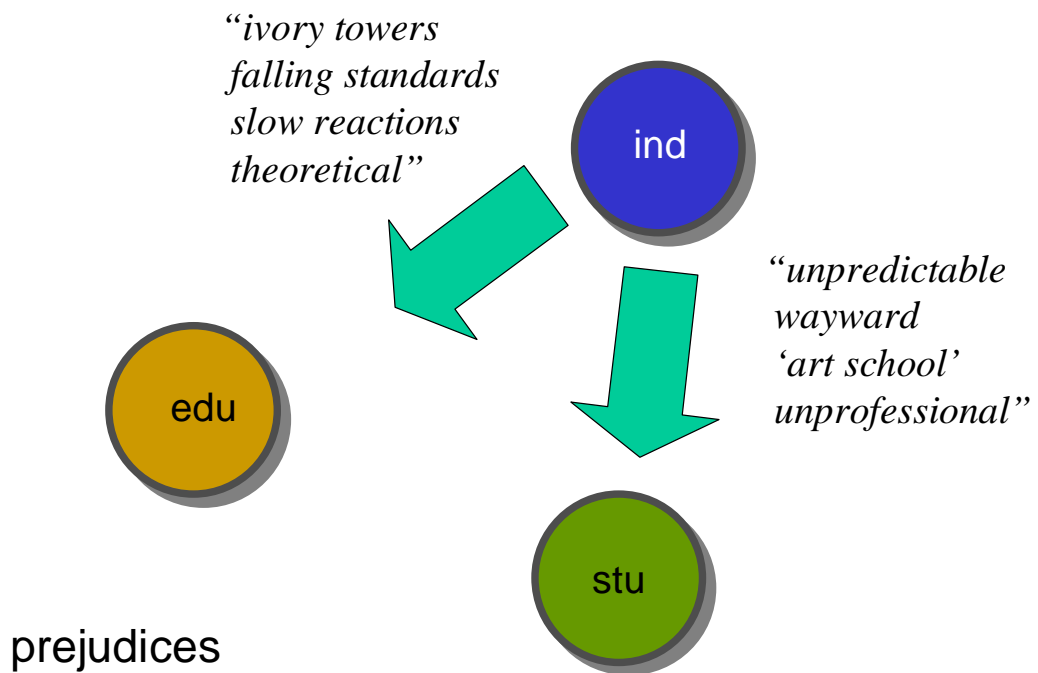 “ivory towers
falling standards
slow reactions
theoretical”
ind
“unpredictable
wayward
‘art school’
unprofessional”
edu
stu
prejudices